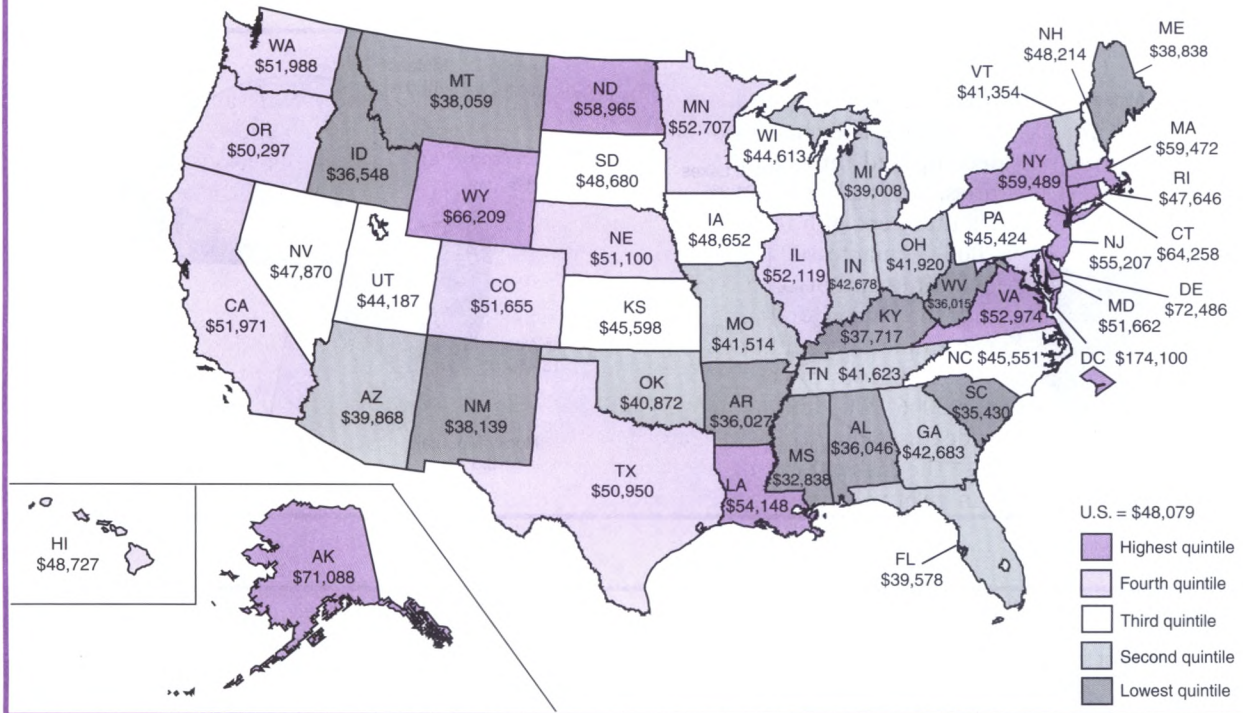 WA
$51,988
OR
$50,297
CA
$51,971
ID
$36,548
NV
$47,870
MT
$38,059
WY
$66,209
UT
$44,187
AZ
$39,868
CO
$51,655
NM
$38,139
ND
$58,965
SD
$48,680
NE
$51,100
KS
$45,598
OK
$40,872
TX
$50,950
MN
$52,707
IA
$48,652
MO
$41,514
AR
$36,027
LA
$54,148
WI
$44,613
IL
$52,119
MI
$39,008
IN
$42,678
OH
$41,920
KY
$37,717
TN $41,623
MS
$32,838
AL
$36,046
GA
$42,683
FL
$39,578
SC
$35,430
NC $45,551
WV
$36,015
VA
$52,974
PA
$45,424
NY
$59,489
VT
$41,354
NH
$48,214
ME
$38,838
MA
$59,472
RI
$47,646
CT
$64,258
NJ
$55,207
DE
$72,486
MD
$51,662
DC $174,100
HI
$48,727
AK
$71,088
U.S. = $48,079
Highest quintile
Fourth quintile
Third quintile
Second quintile
Lowest quintile